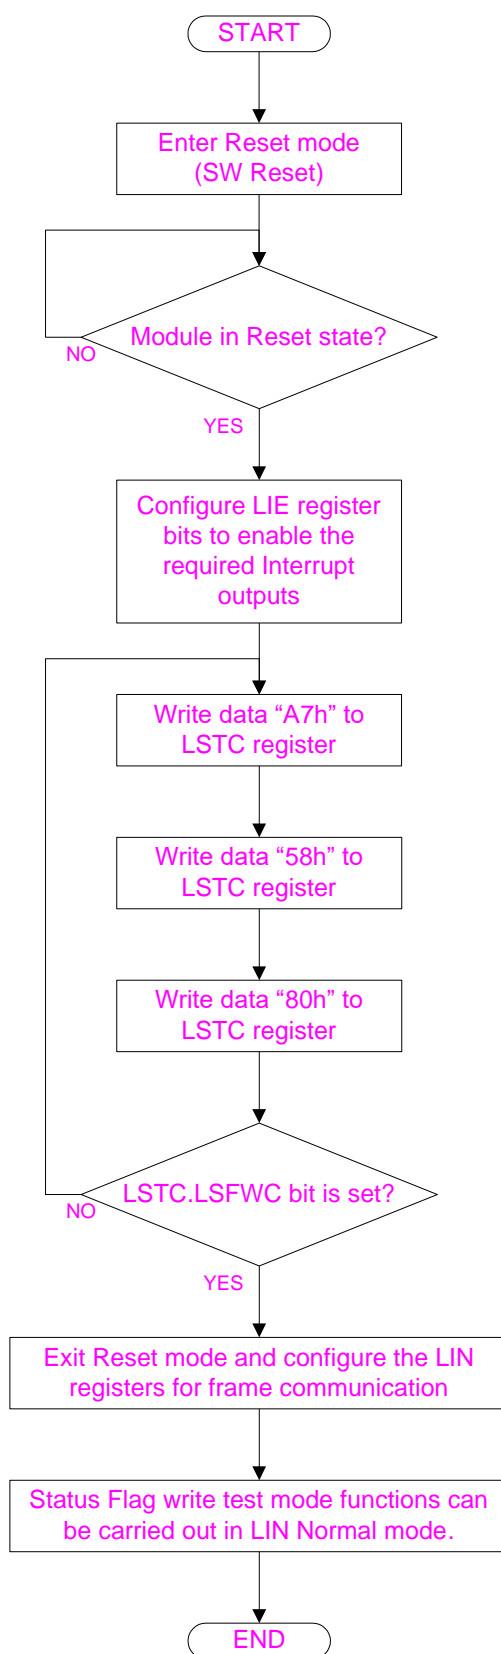 START
Enter Reset mode
(SW Reset)
Module in Reset state?
NO
YES
Configure LIE register
bits to enable the
required Interrupt
outputs
Write data “A7h” to
LSTC register
Write data “58h” to
LSTC register
Write data “80h” to
LSTC register
LSTC.LSFWC bit is set?
NO
YES
Exit Reset mode and configure the LIN
registers for frame communication
Status Flag write test mode functions can
be carried out in LIN Normal mode.
END